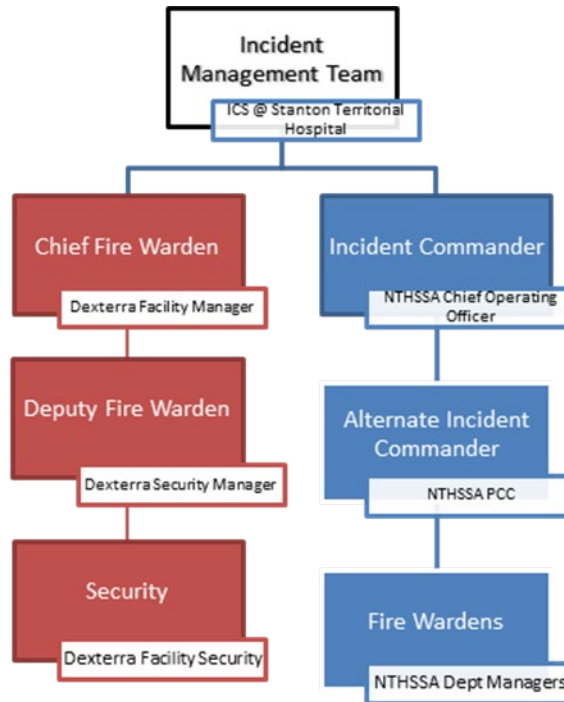 Incident
Management Team
ICS @ Stanton Territorial
Hospital
Chief Fire Warden
Dexterra Facility Manager
Incident Commander
NTHSSA Chief Operating
Officer
Deputy Fire Warden
Dexterra Security Manager
Alternate Incident
Commander
NTHSSA PCC
Security
Dexterra Facility Security
Fire Wardens
NTHSSA Dept Managers